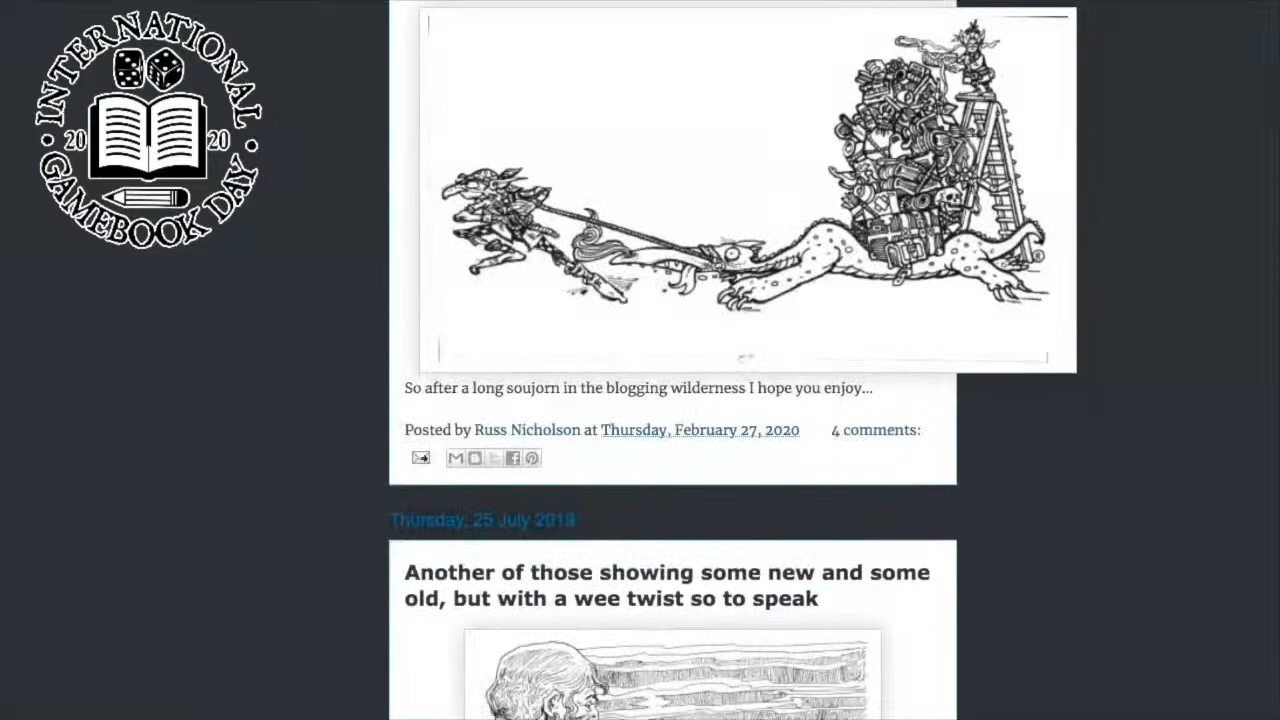 INTERNATIONAL
20 20
GAMEBOOK DAY
So after a long soujorn in the blogging wilderness I hope you enjoy...
Posted by Russ Nicholson at Thursday, February 27, 2020 4 comments:
Thursday, 25 July 2019
Another of those showing some new and some
old, but with a wee twist so to speak